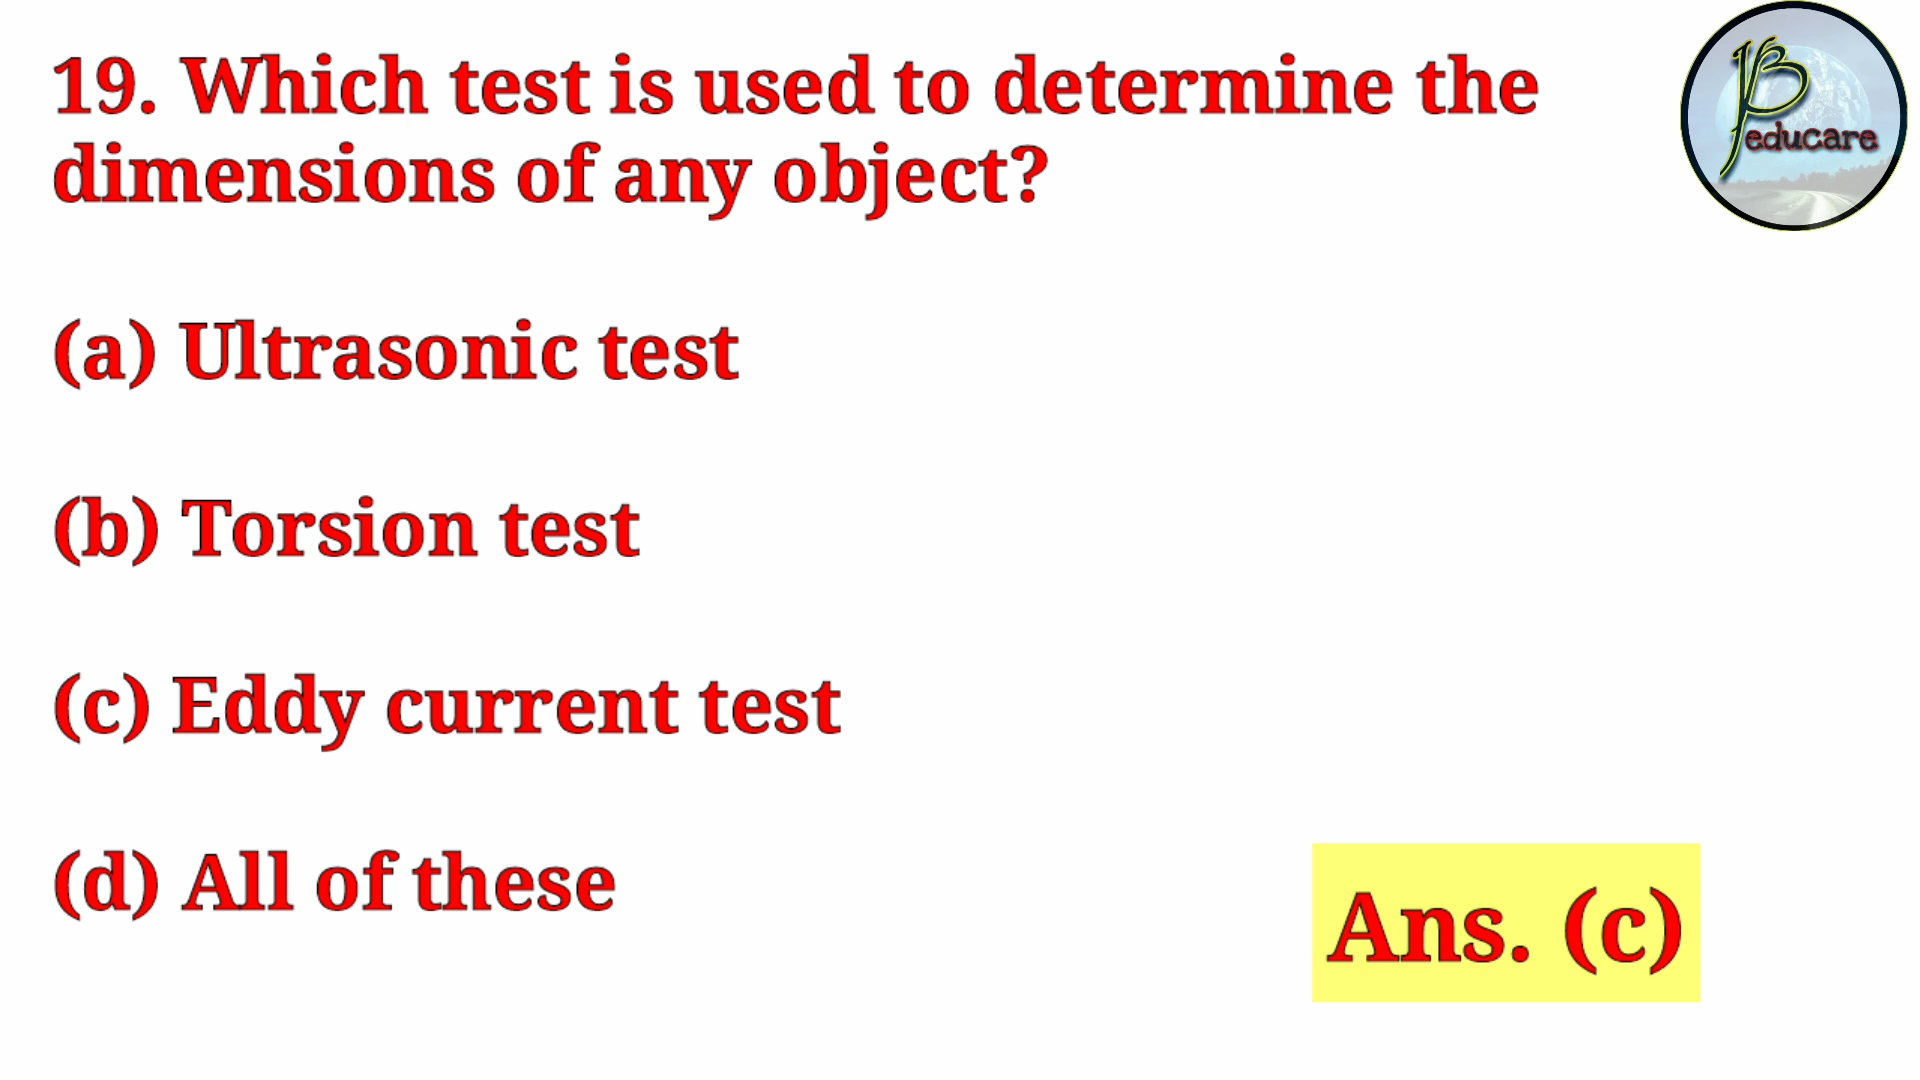 19. Which test is used to determine the
dimensions of any object?
(a) Ultrasonic test
(b) Torsion test
(c) Eddy current test
(d) All of these
Ans. (c)
educare